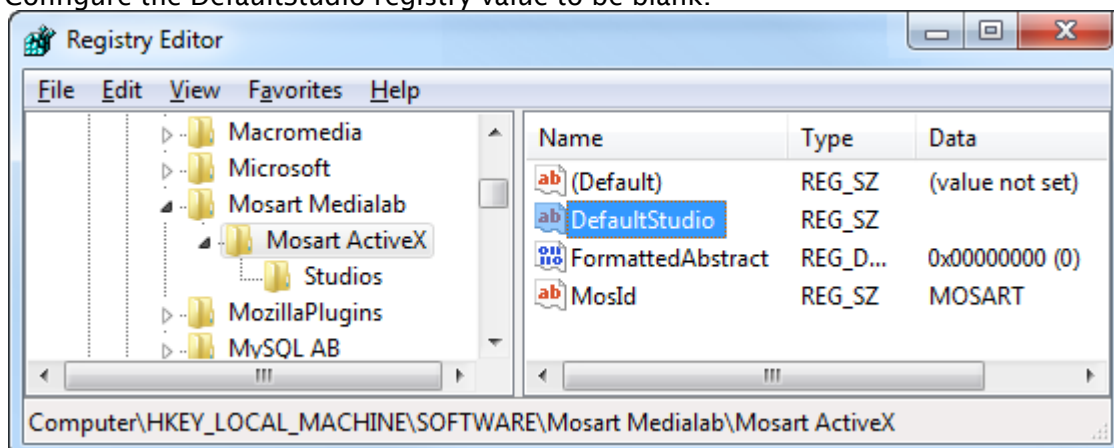 Configure the DefaultStudio registry value to be blank.
Registry Editor
File Edit View Favorites Help
Macromedia
Microsoft
Mosart Medialab
Mosart ActiveX
Studios
MozillaPlugins
MySQL AB
Name Type Data
(Default) REG_SZ (value not set)
DefaultStudio REG_SZ
FormattedAbstract REG_D... 0x00000000 (0)
MosId REG_SZ MOSART
Computer\HKEY_LOCAL_MACHINE\SOFTWARE\Mosart Medialab\Mosart ActiveX